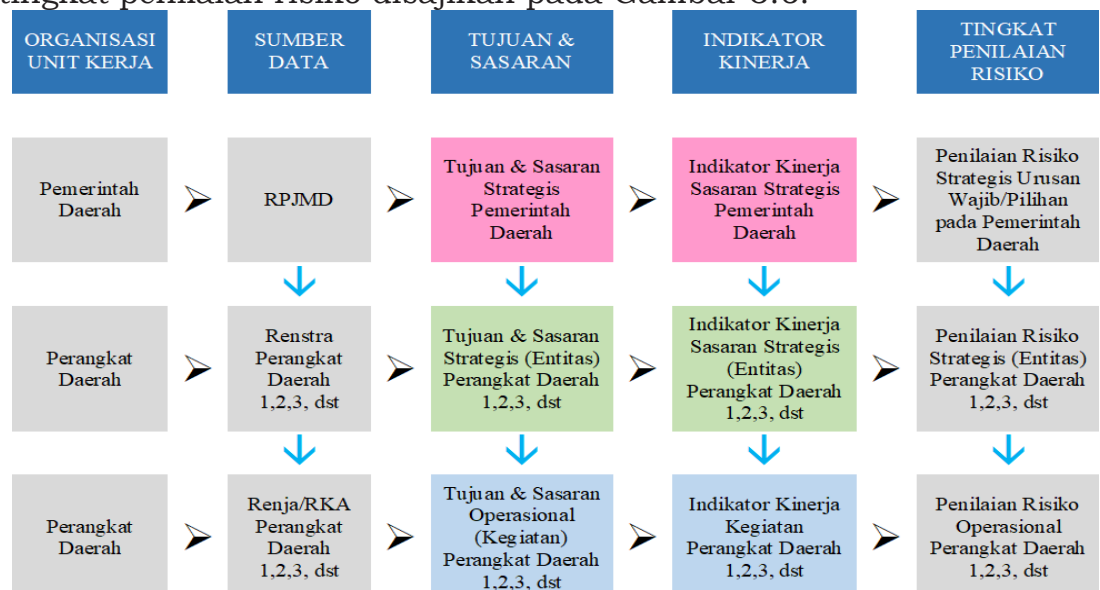 tingkat penilaian risiko disajikan pada Gambar 3.3.
ORGANISASI
UNIT KERJA
SUMBER
DATA
TUJUAN &
SASARAN
INDIKATOR
KINERJA
TINGKAT
PENILAIAN
RISIKO
Pemerintah
Daerah
RPJMD
Tujuan & Sasaran
Strategis
Pemerintah
Daerah
Indikator Kinerja
Sasaran Strategis
Pemerintah
Daerah
Penilaian Risiko
Strategis Urusan
Wajib/Pilihan
pada Pemerintah
Daerah
Perangkat
Daerah
Renstra
Perangkat
Daerah
1,2,3, dst
Tujuan & Sasaran
Strategis (Entitas)
Perangkat Daerah
1,2,3, dst
Indikator Kinerja
Sasaran Strategis
(Entitas)
Perangkat Daerah
1,2,3, dst
Penilaian Risiko
Strategis (Entitas)
Perangkat Daerah
1,2,3, dst
Perangkat
Daerah
Renja/RKA
Perangkat
Daerah
1,2,3, dst
Tujuan & Sasaran
Operasional
(Kegiatan)
Perangkat Daerah
1,2,3, dst
Indikator Kinerja
Kegiatan
Perangkat Daerah
1,2,3, dst
Penilaian Risiko
Operasional
Perangkat Daerah
1,2,3, dst